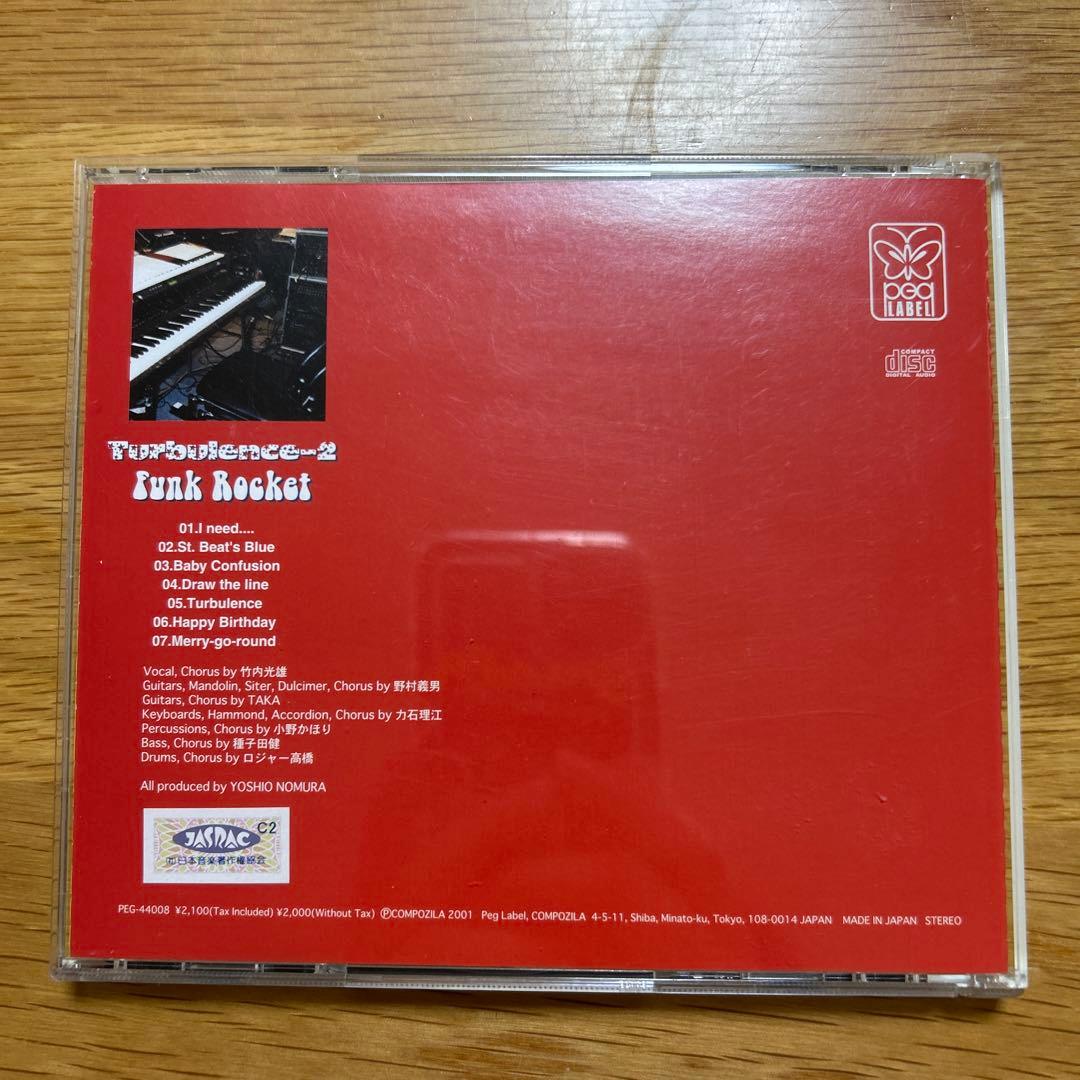 peg
LABEL
COMPACT
disc
DIGITAL AUDIO
Turbulence-2
Funk Rocket
01.I need....
02.St. Beat's Blue
03.Baby Confusion
04.Draw the line
05.Turbulence
06.Happy Birthday
07.Merry-go-round
Vocal, Chorus by 竹内光雄
Guitars, Mandolin, Siter, Dulcimer, Chorus by 野村義男
Guitars, Chorus by TAKA
Keyboards, Hammond, Accordion, Chorus by 力石理江
Percussions, Chorus by 小野かほり
Bass, Chorus by 種子田健
Drums, Chorus by ロジャー高橋
All produced by YOSHIO NOMURA
JASRAC C2
㈳日本音楽著作権協会
PEG-44008 ¥2,100(Tax Included) ¥2,000(Without Tax) ℗COMPOZILA 2001 Peg Label, COMPOZILA 4-5-11, Shiba, Minato-ku, Tokyo, 108-0014 JAPAN MADE IN JAPAN STEREO